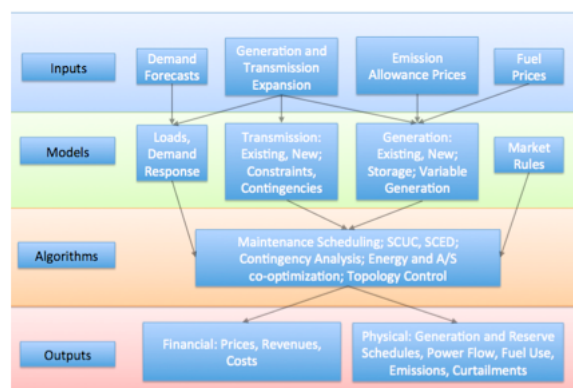 Inputs
Demand
Forecasts
Generation and
Transmission
Expansion
Emission
Allowance Prices
Fuel
Prices
Models
Loads,
Demand
Response
Transmission:
Existing, New;
Constraints,
Contingencies
Generation:
Existing, New;
Storage; Variable
Generation
Market
Rules
Algorithms
Maintenance Scheduling; SCUC, SCED;
Contingency Analysis; Energy and A/S
co-optimization; Topology Control
Outputs
Financial: Prices, Revenues,
Costs
Physical: Generation and Reserve
Schedules, Power Flow, Fuel Use,
Emissions, Curtailments